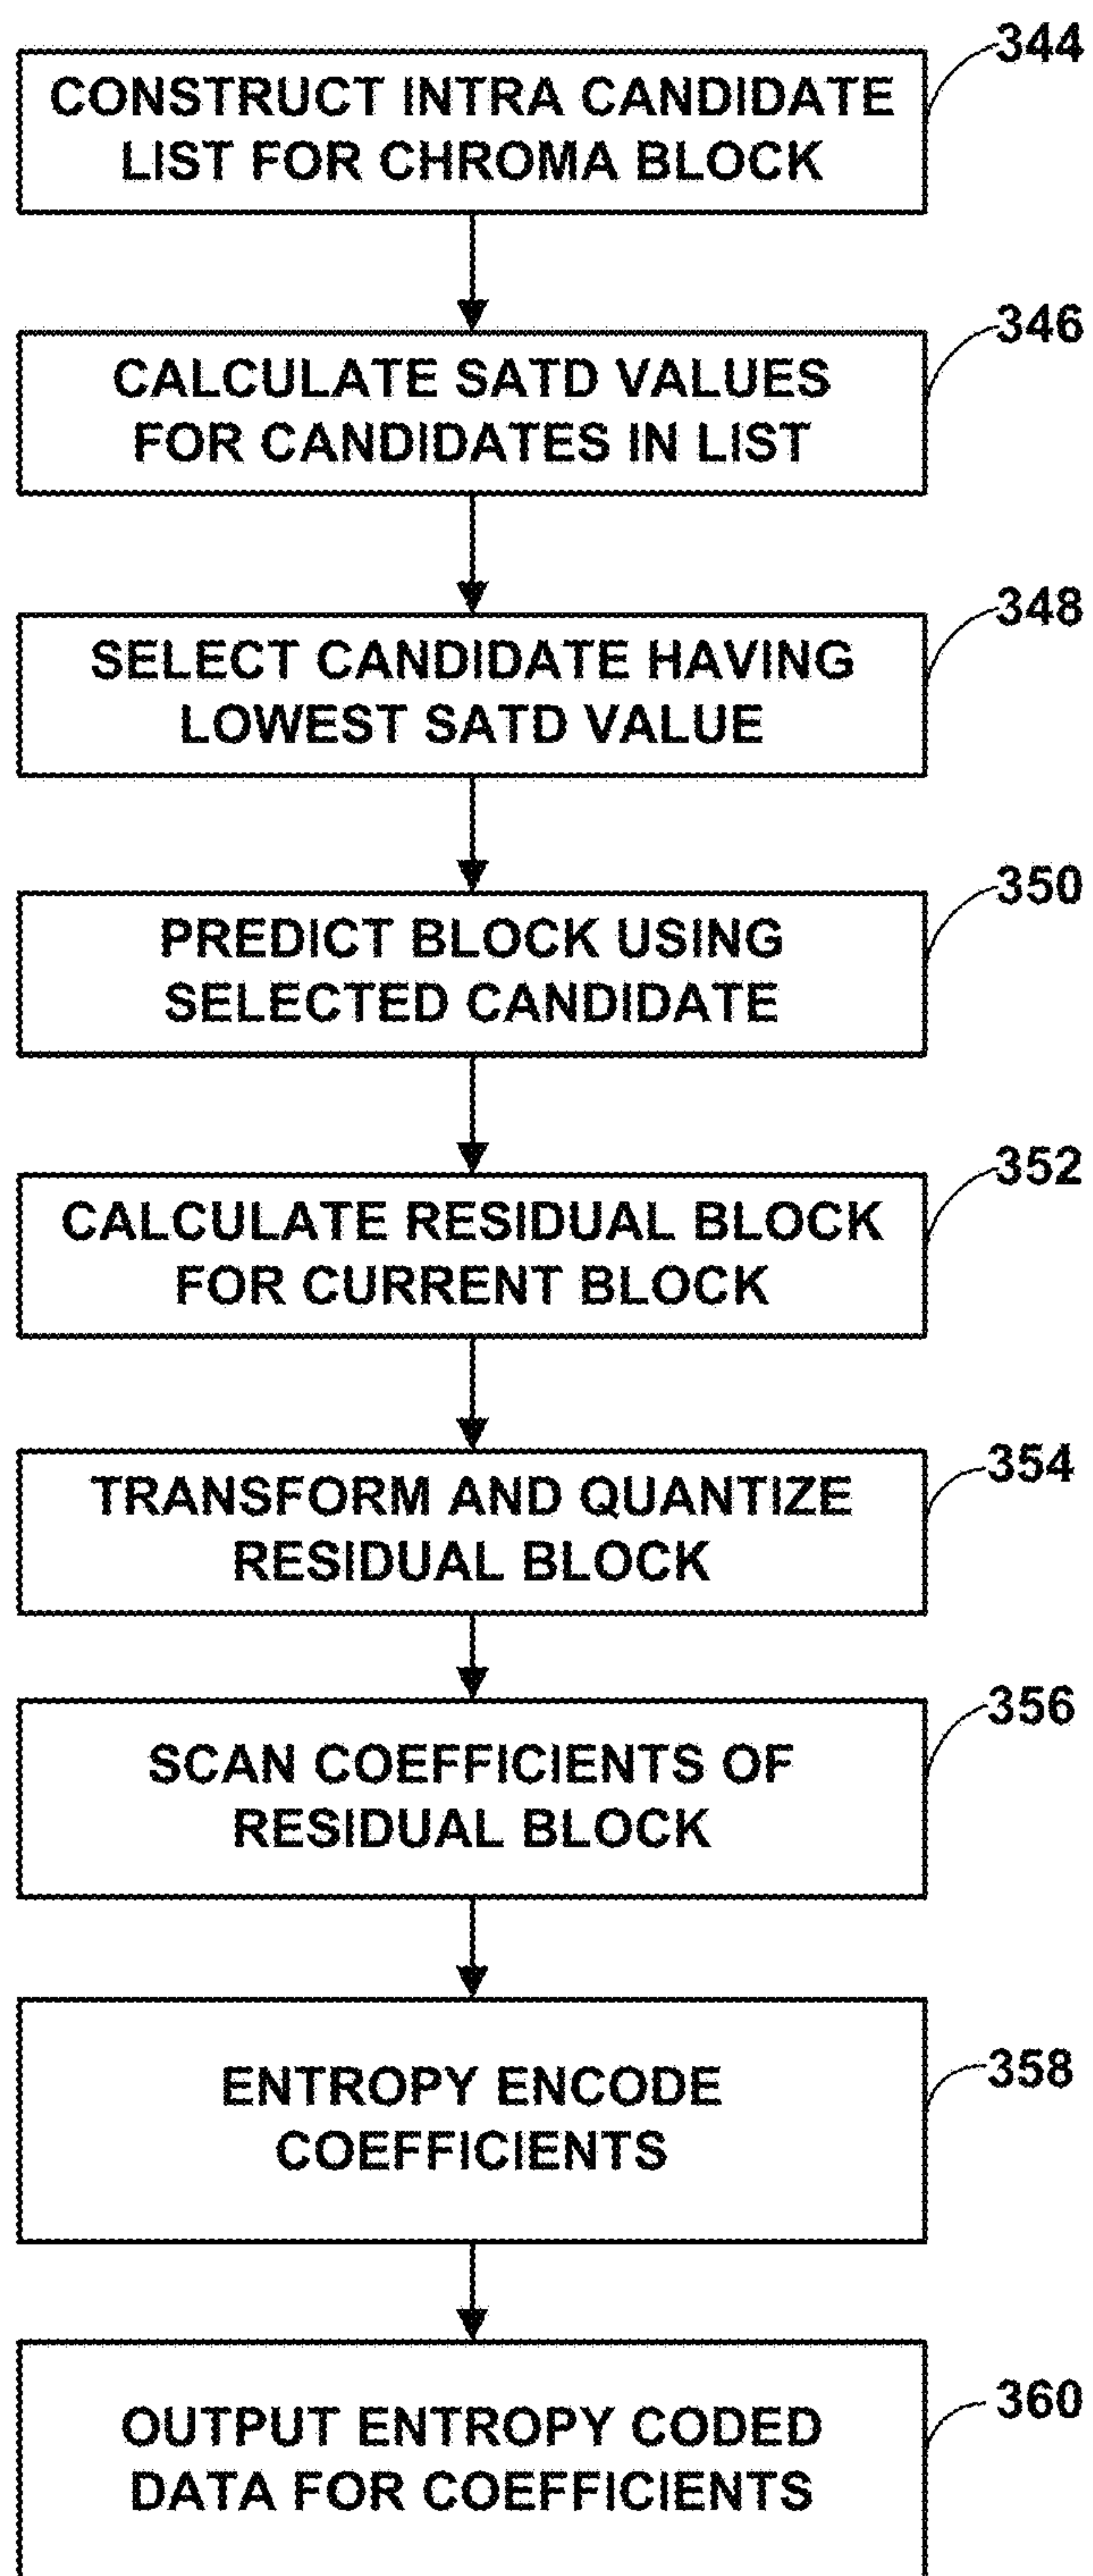 344
CONSTRUCT INTRA CANDIDATE
LIST FOR CHROMA BLOCK
346
CALCULATE SATD VALUES
FOR CANDIDATES IN LIST
348
SELECT CANDIDATE HAVING
LOWEST SATD VALUE
350
PREDICT BLOCK USING
SELECTED CANDIDATE
352
CALCULATE RESIDUAL BLOCK
FOR CURRENT BLOCK
354
TRANSFORM AND QUANTIZE
RESIDUAL BLOCK
356
SCAN COEFFICIENTS OF
RESIDUAL BLOCK
358
ENTROPY ENCODE
COEFFICIENTS
360
OUTPUT ENTROPY CODED
DATA FOR COEFFICIENTS